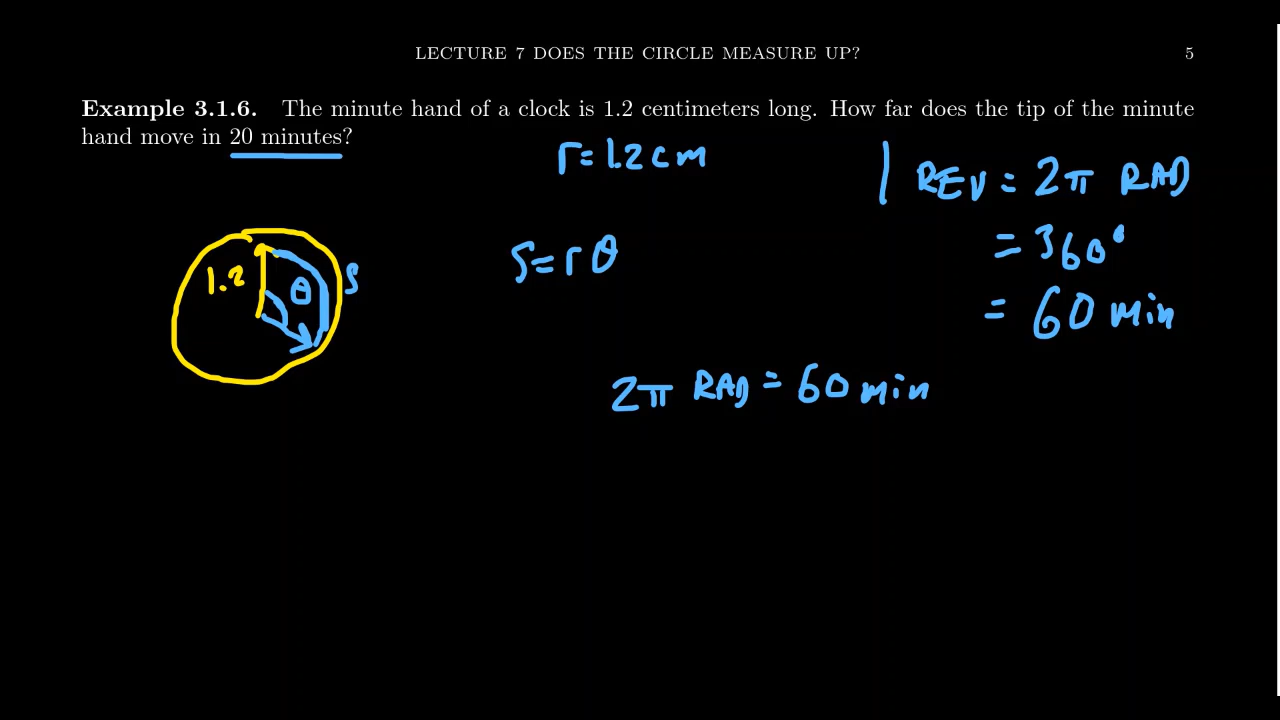 LECTURE 7 DOES THE CIRCLE MEASURE UP?
5
Example 3.1.6. The minute hand of a clock is 1.2 centimeters long. How far does the tip of the minute
hand move in 20 minutes?
r = 1.2 cm
1 REV = 2π RAD
= 360°
= 60 min
S = r θ
1.2
θ
S
2π RAD = 60 min